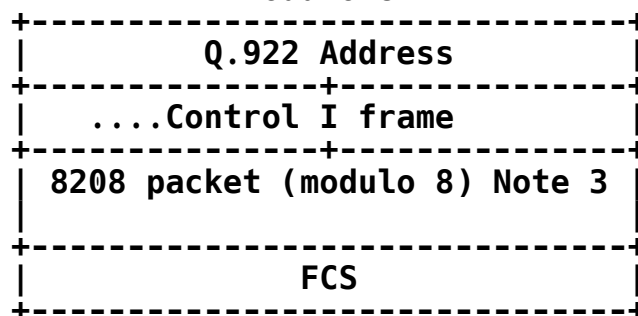 +-------------------------------+
| Q.922 Address |
+---------------+---------------+
| ....Control I frame |
+---------------+---------------+
| 8208 packet (modulo 8) Note 3 |
| |
+-------------------------------+
| FCS |
+-------------------------------+